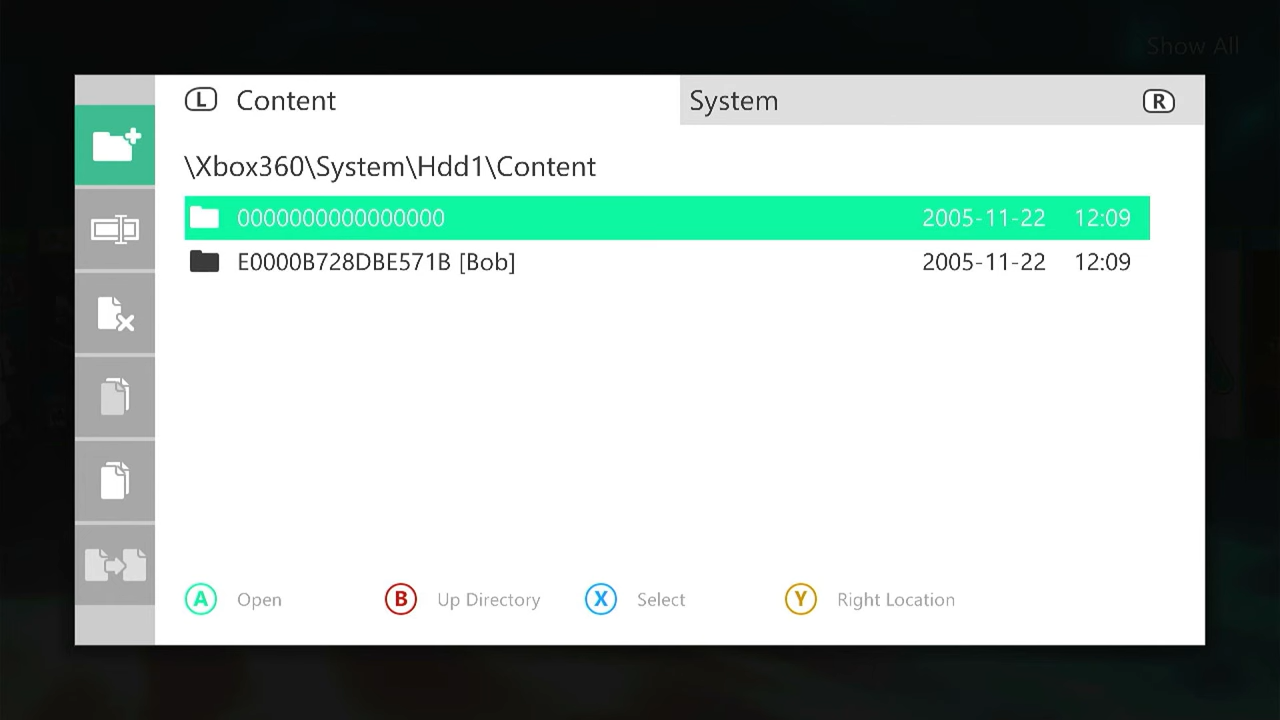 Show All
L Content System R
\Xbox360\System\Hdd1\Content
0000000000000000 2005-11-22 12:09
E0000B728DBE571B [Bob] 2005-11-22 12:09
A Open B Up Directory X Select Y Right Location